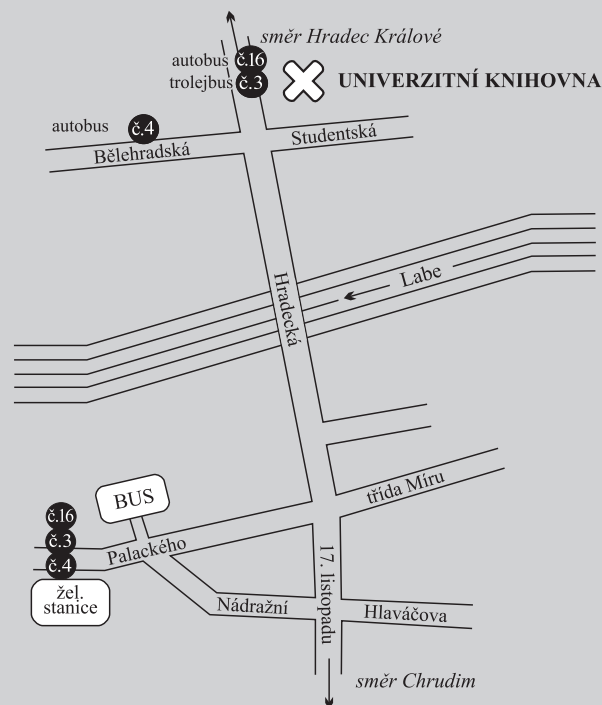 směr Hradec Králové
autobus č.16
trolejbus č.3
UNIVERZITNÍ KNIHOVNA
autobus č.4
Bělehradská
Studentská
Labe
Hradecká
třída Míru
BUS
č.16
č.3
č.4
Palackého
žel.
stanice
17. listopadu
Nádražní
Hlaváčova
směr Chrudim